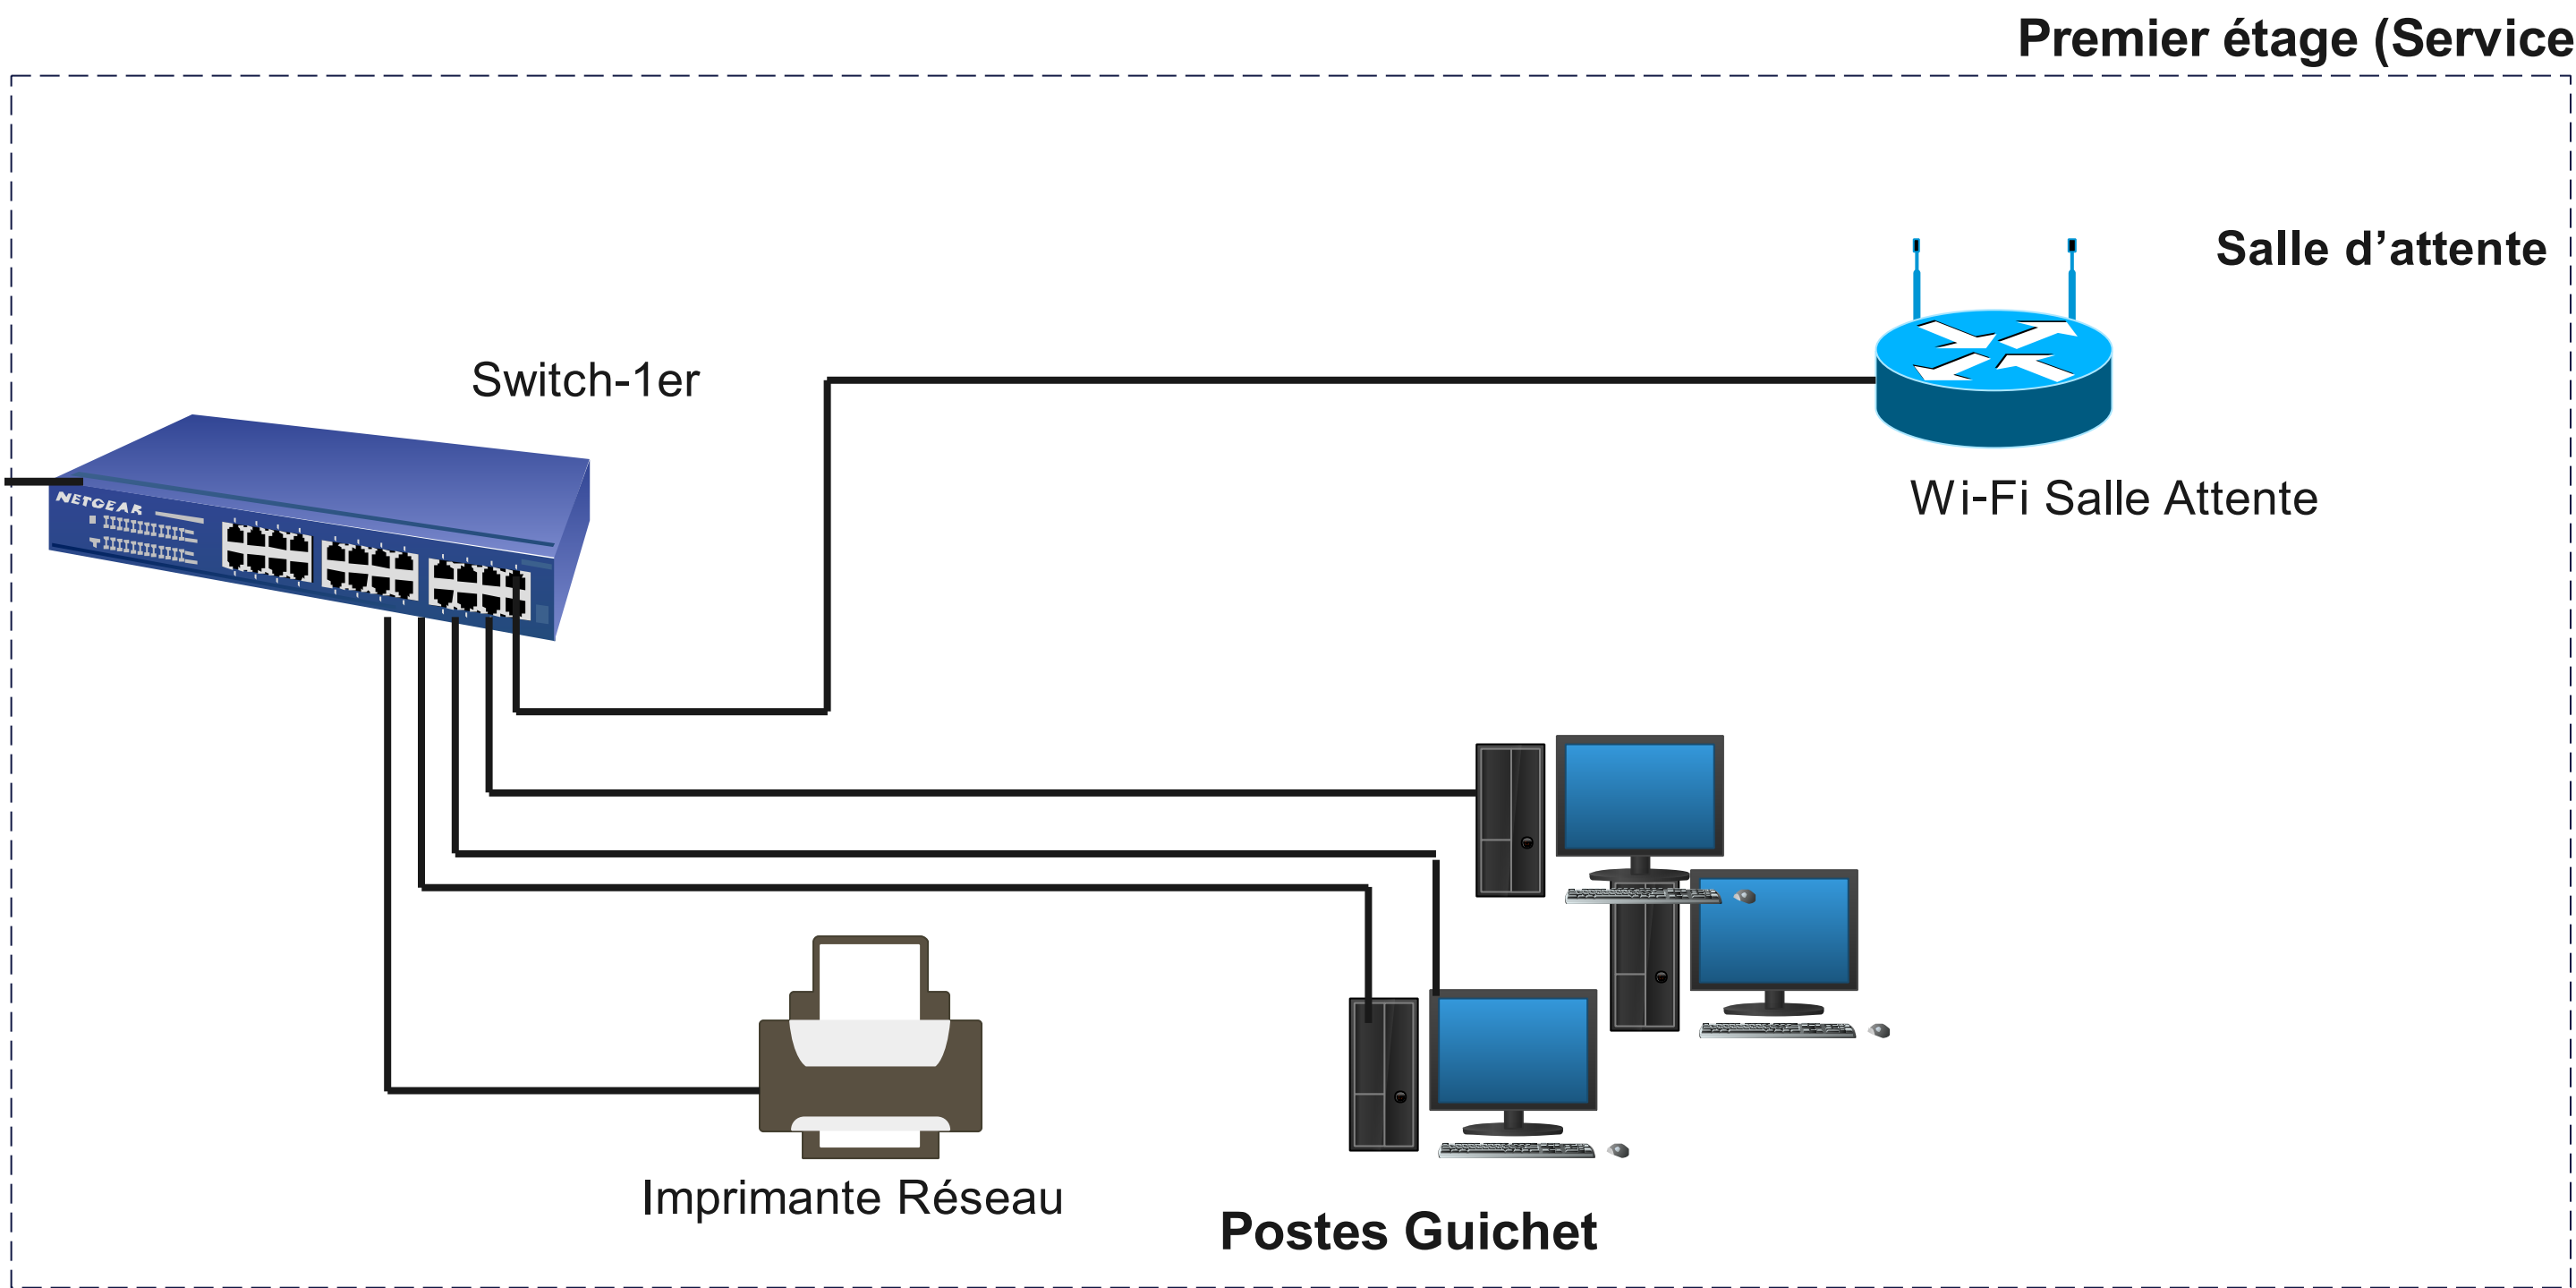 Premier étage (Service
Salle d’attente
Switch-1er
NETGEAR
Wi-Fi Salle Attente
Imprimante Réseau
Postes Guichet